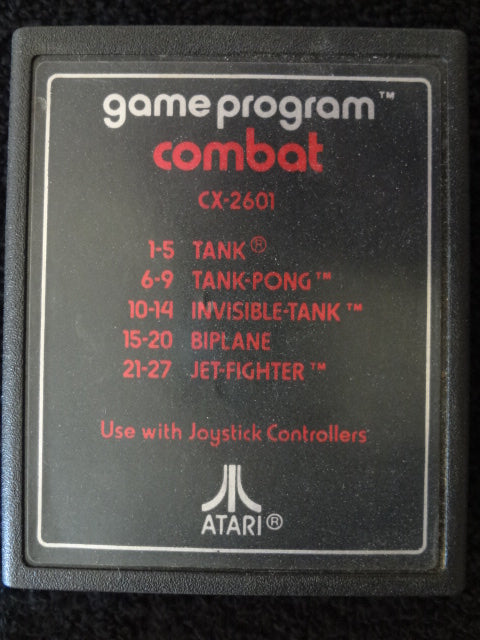 game program™
combat
CX-2601
1-5 TANK®
6-9 TANK-PONG™
10-14 INVISIBLE-TANK™
15-20 BIPLANE
21-27 JET-FIGHTER™
Use with Joystick Controllers
ATARI®